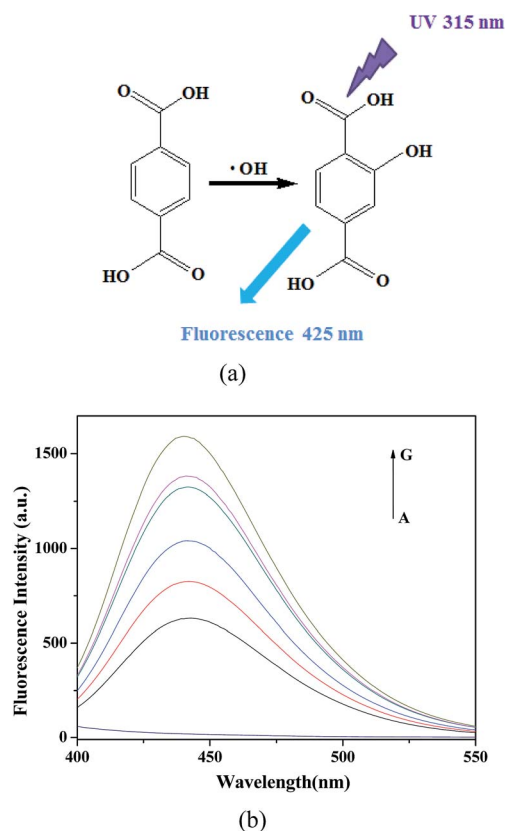 UV 315 nm
O
OH
O
OH
OH
• OH
HO
O
HO
O
Fluorescence 425 nm
(a)
Fluorescence Intensity (a.u.)
1500
1000
500
0
G
A
400
450
500
550
Wavelength(nm)
(b)